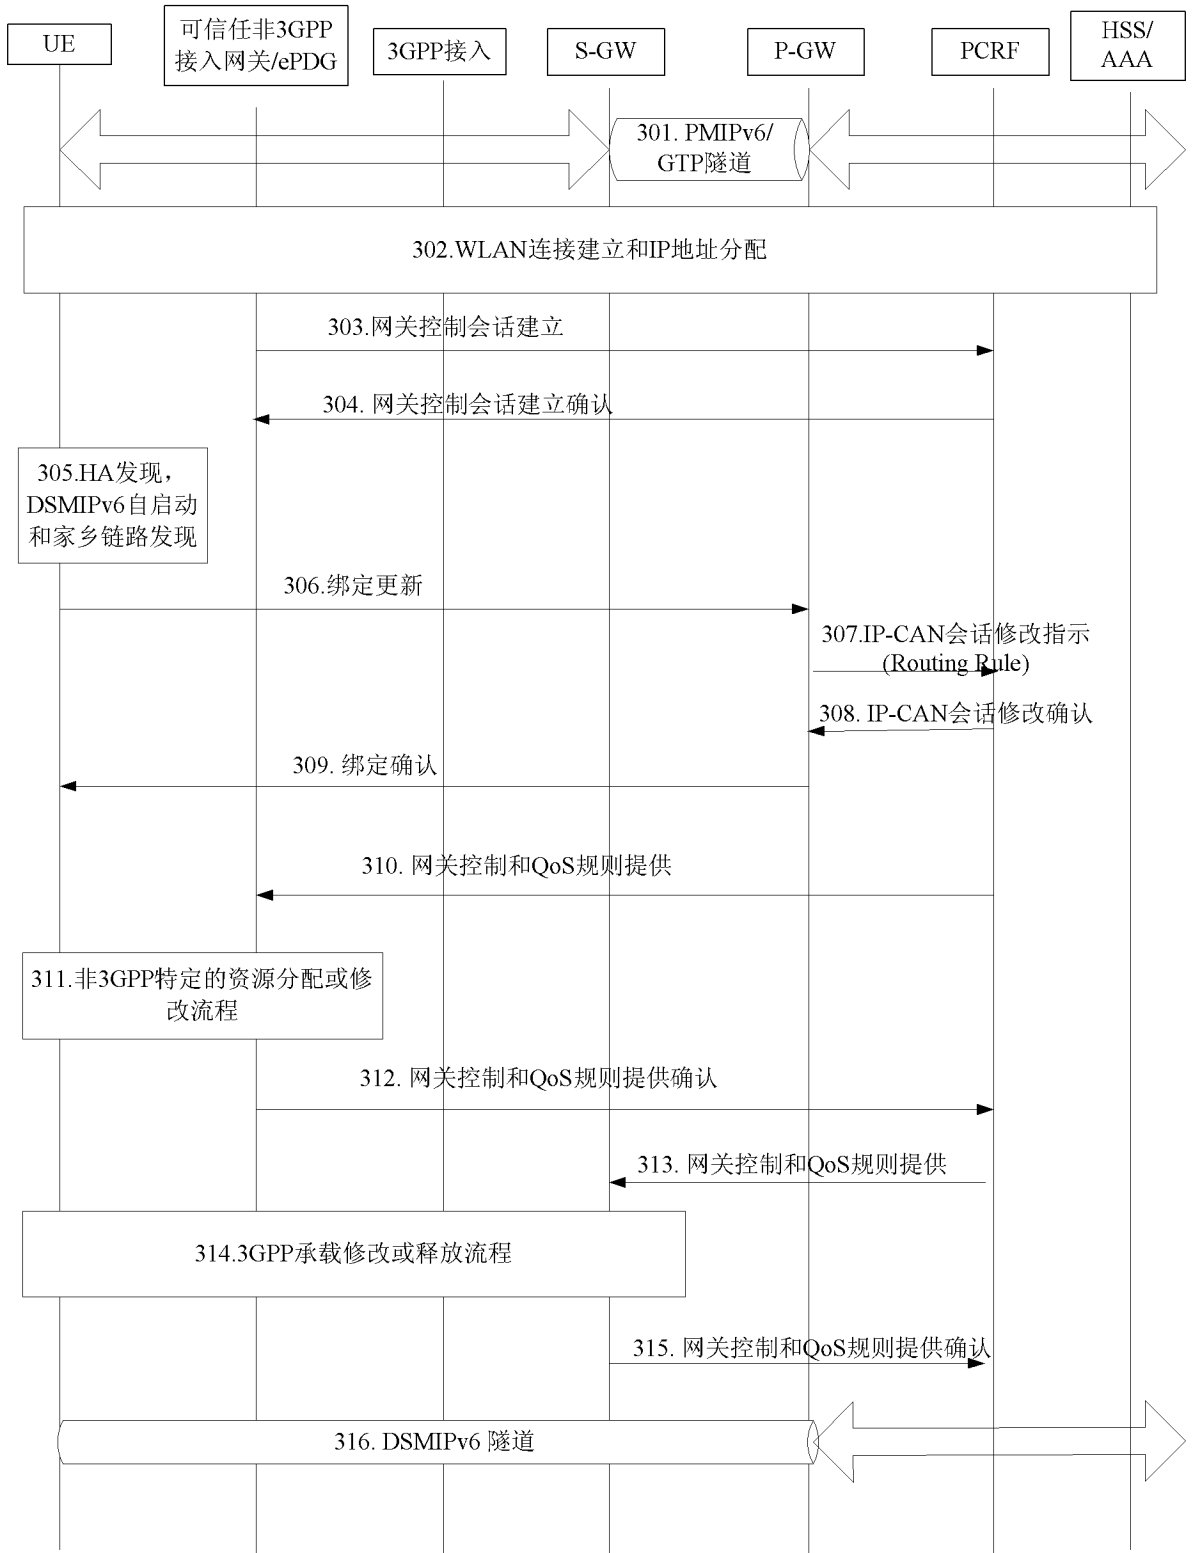 UE
可信任非3GPP
接入网关/ePDG
3GPP接入
S-GW
P-GW
PCRF
HSS/
AAA
301. PMIPv6/
GTP隧道
302.WLAN连接建立和IP地址分配
303.网关控制会话建立
304. 网关控制会话建立确认
305.HA发现，
DSMIPv6自启动
和家乡链路发现
306.绑定更新
307.IP-CAN会话修改指示
(Routing Rule)
308. IP-CAN会话修改确认
309. 绑定确认
310. 网关控制和QoS规则提供
311.非3GPP特定的资源分配或修
改流程
312. 网关控制和QoS规则提供确认
313. 网关控制和QoS规则提供
314.3GPP承载修改或释放流程
315. 网关控制和QoS规则提供确认
316. DSMIPv6 隧道